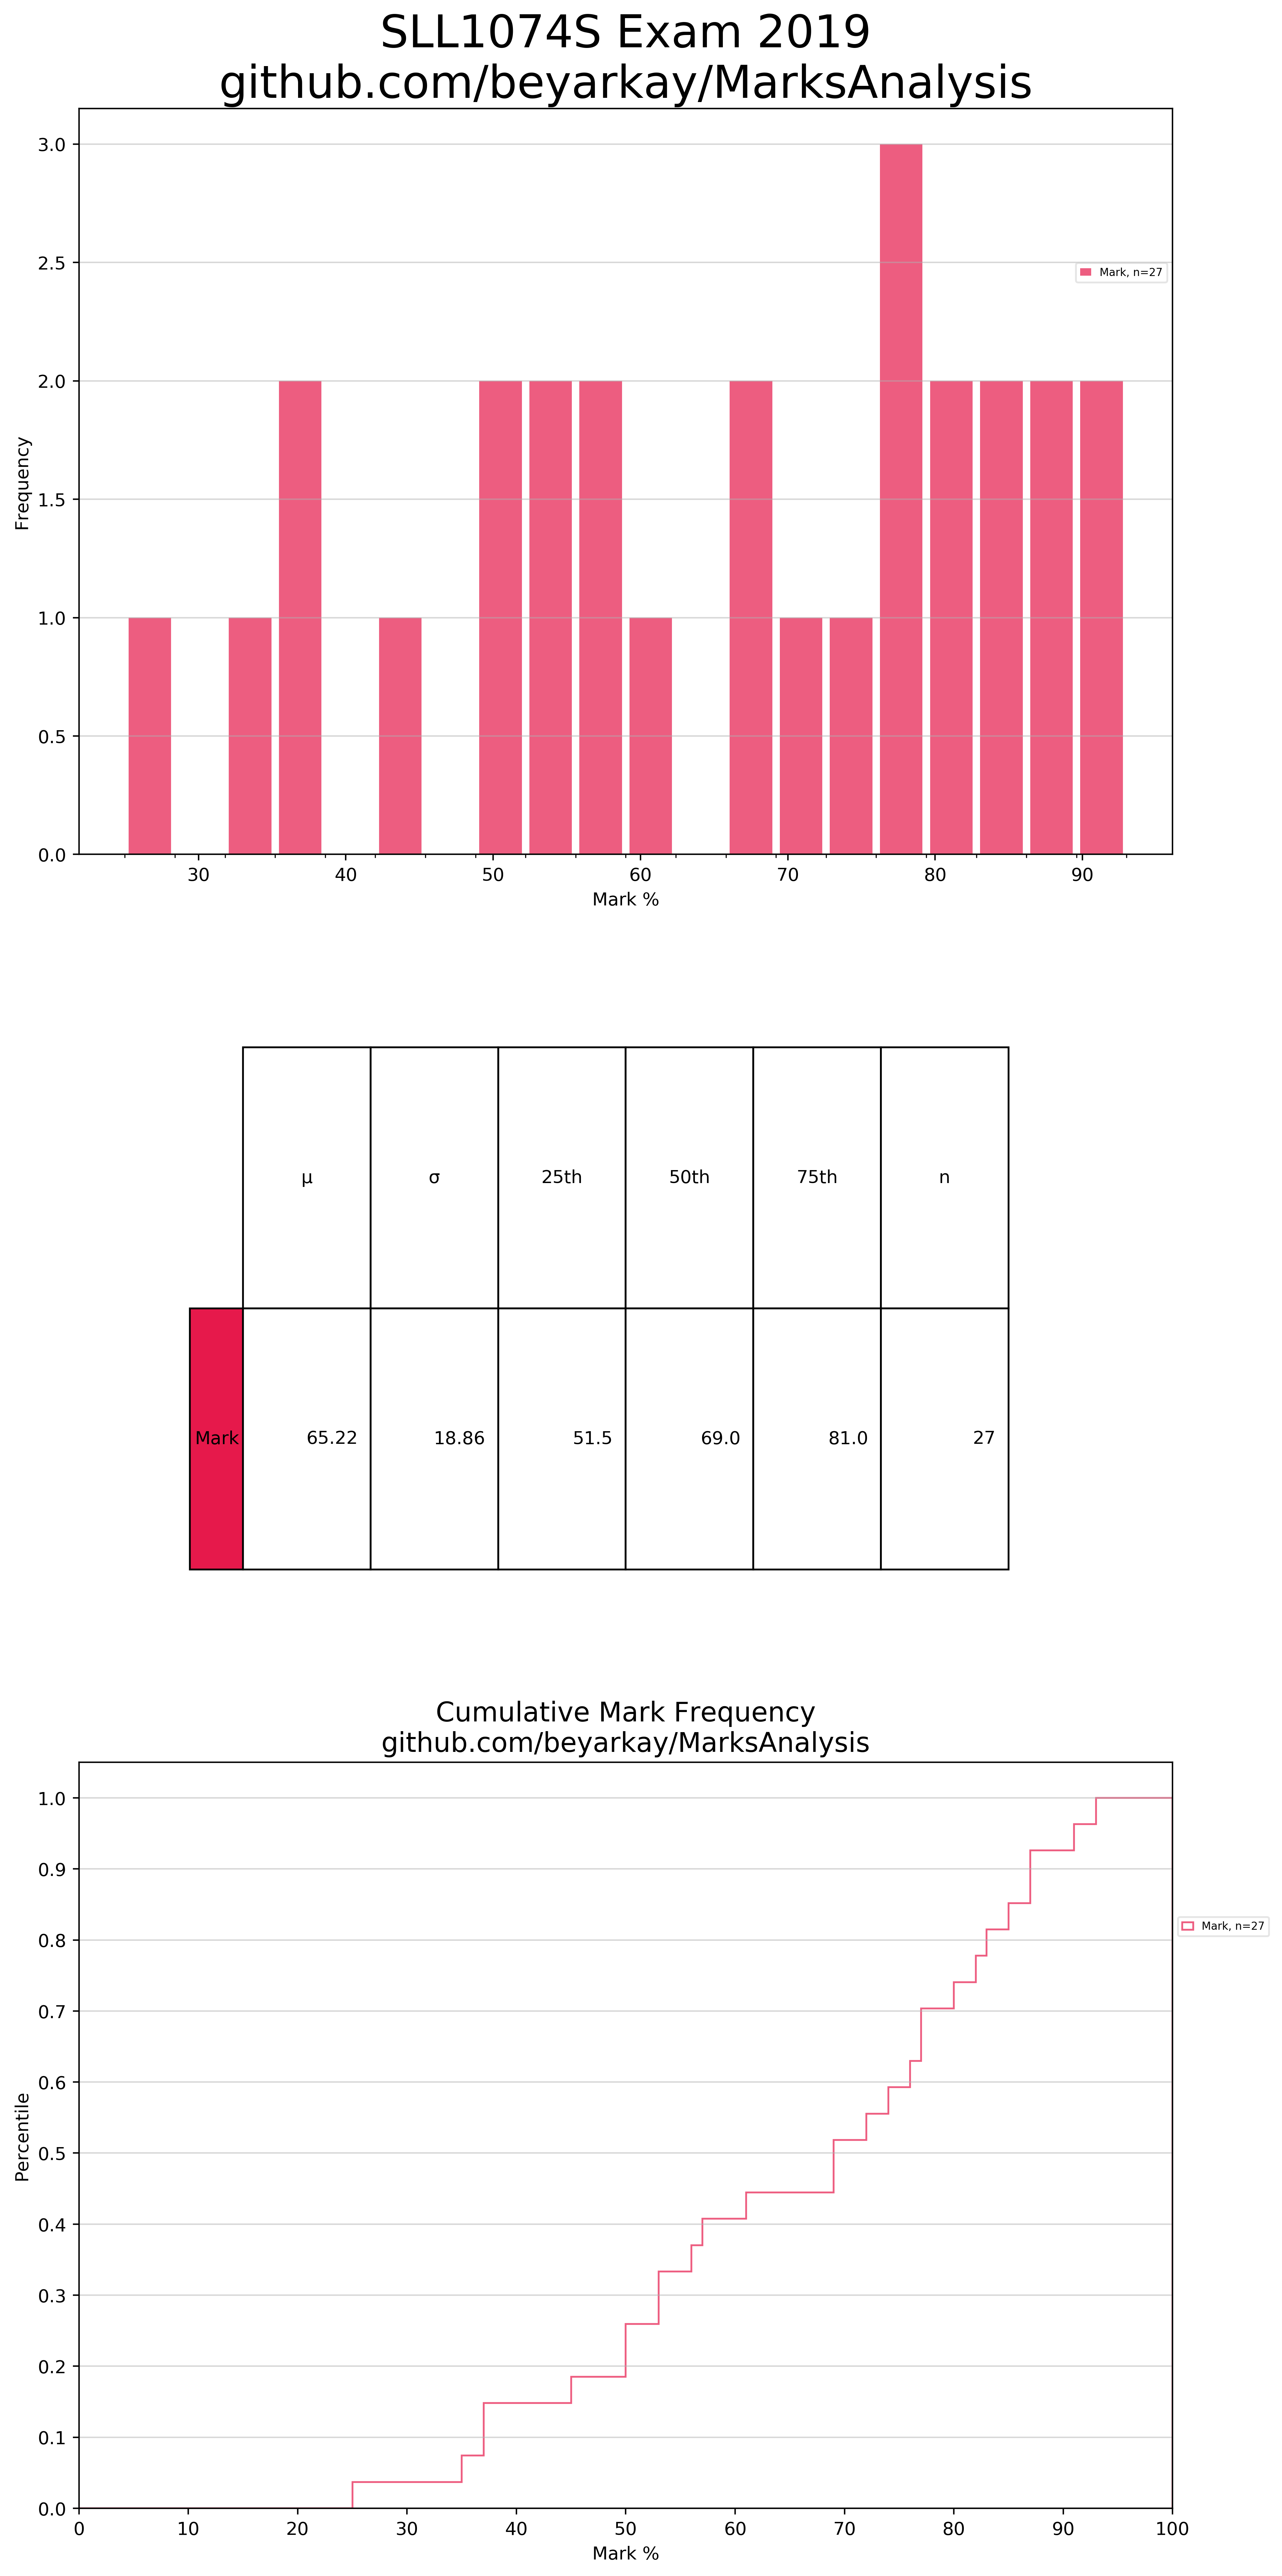 SLL1074S Exam 2019
github.com/beyarkay/MarksAnalysis
3.0
2.5
2.0
1.5
1.0
0.5
0.0
Frequency
Mark, n=27
30 40 50 60 70 80 90
Mark %
μ σ 25th 50th 75th n
Mark 65.22 18.86 51.5 69.0 81.0 27
Cumulative Mark Frequency
github.com/beyarkay/MarksAnalysis
1.0
0.9
0.8
0.7
0.6
0.5
0.4
0.3
0.2
0.1
0.0
Percentile
Mark, n=27
0 10 20 30 40 50 60 70 80 90 100
Mark %